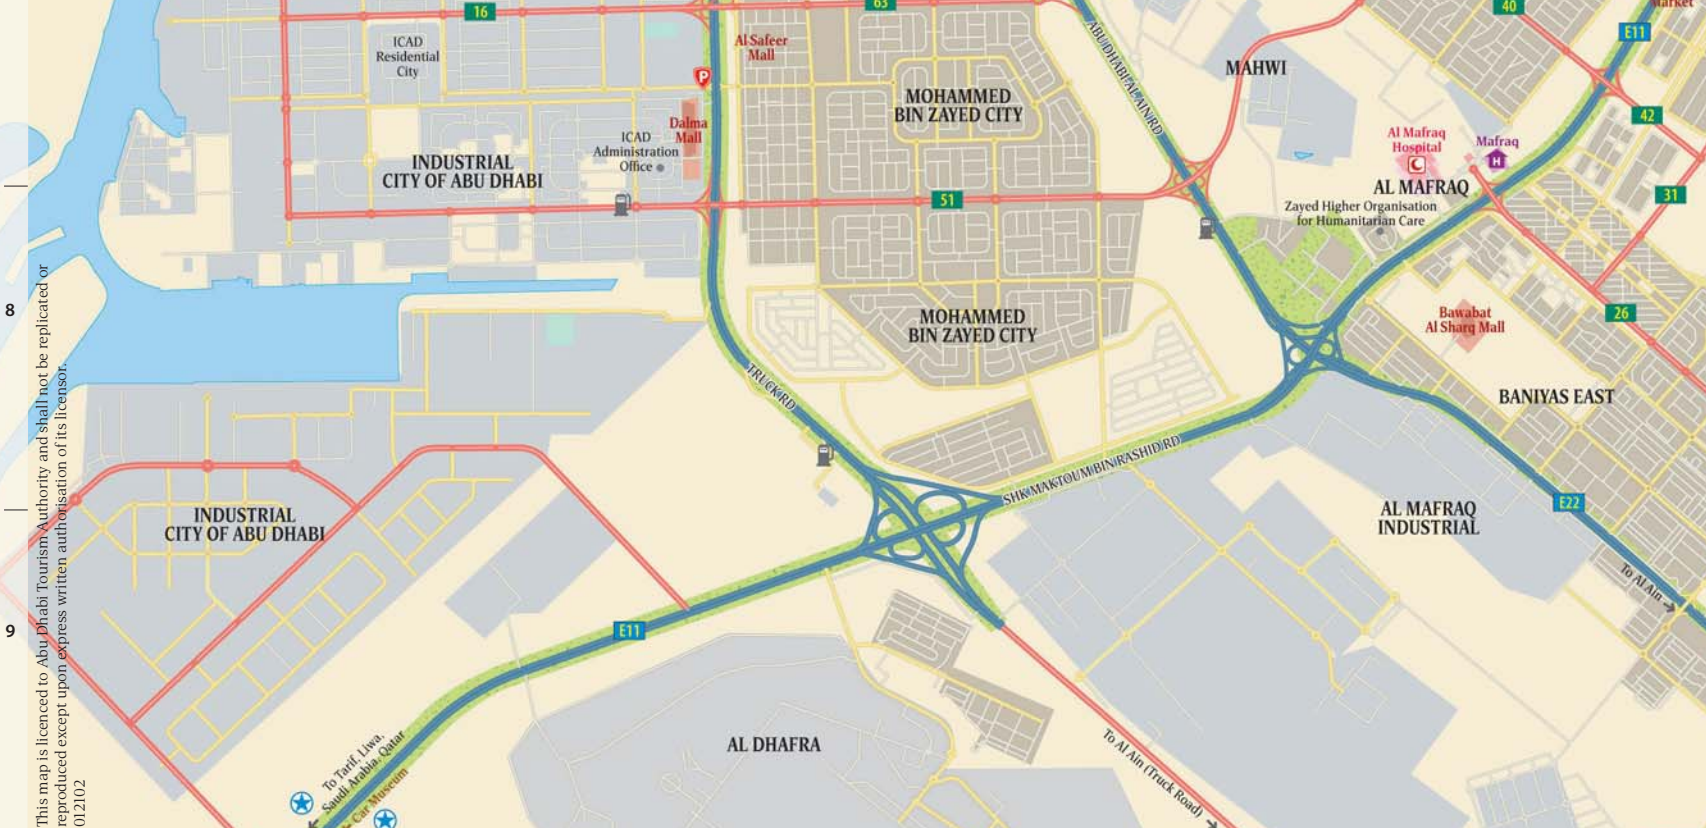 16
63
40
Market
E11
Al Safeer
Mall
ICAD
Residential
City
P
ABU DHABI AL AIN RD
MAHWI
MOHAMMED
BIN ZAYED CITY
42
Dalma
Mall
ICAD
Administration
Office
Al Mafraq
Hospital
Mafraq
H
INDUSTRIAL
CITY OF ABU DHABI
AL MAFRAQ
31
51
Zayed Higher Organisation
for Humanitarian Care
8
MOHAMMED
BIN ZAYED CITY
Bawabat
Al Sharq Mall
26
TRUCK RD
BANIYAS EAST
SHK MAKTOUM BIN RASHID RD
INDUSTRIAL
CITY OF ABU DHABI
AL MAFRAQ
INDUSTRIAL
E22
To Al Ain
9
E11
AL DHAFRA
To Al Ain (Truck Road)
To Tarif, Liwa,
Saudi Arabia, Qatar
Car Museum
This map is licenced to Abu Dhabi Tourism Authority and shall not be replicated or
reproduced except upon express written authorisation of its licensor.
012102